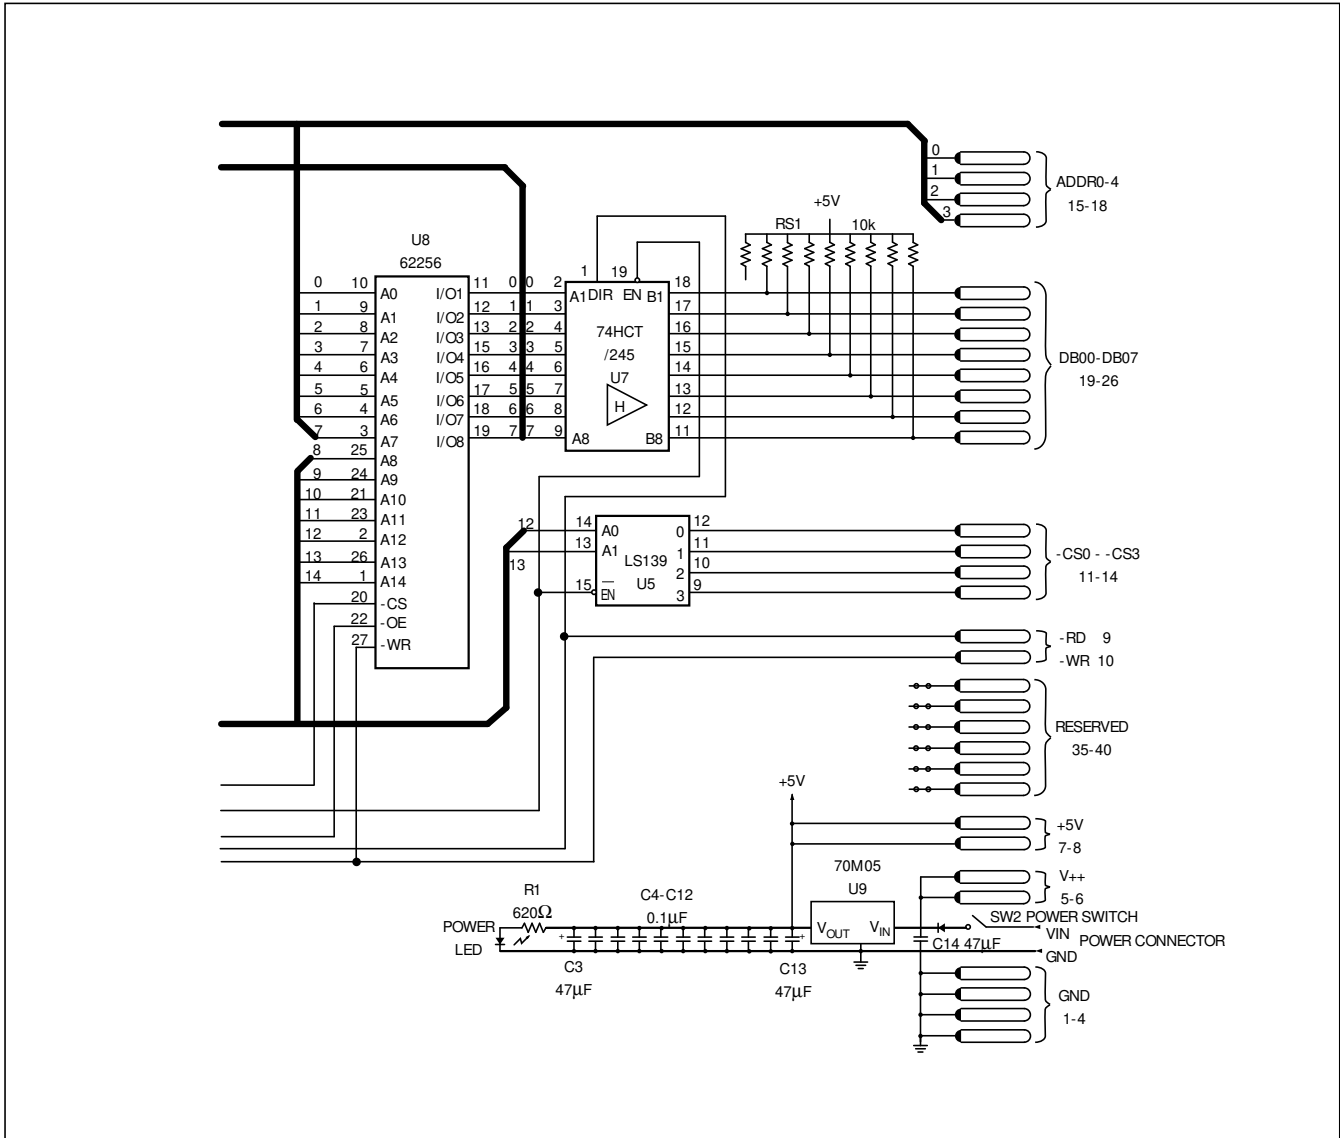 0
1
2
3
ADDR0-4
15-18
+5V
RS1 10k
U8
62256
0 10 A0 I/O1 11 0
1 9 A1 I/O2 12 1
2 8 A2 I/O3 13 2
3 7 A3 I/O4 15 3
4 6 A4 I/O5 16 4
5 5 A5 I/O6 17 5
6 4 A6 I/O7 18 6
7 3 A7 I/O8 19 7
8 25 A8
9 24 A9
10 21 A10
11 23 A11
12 2 A12
13 26 A13
14 1 A14
20 -CS
22 -OE
27 -WR
1 19
0 2 A1 DIR EN B1 18
1 3 17
2 4 74HCT 16
3 5 /245 15
4 6 U7 14
5 7 H 13
6 8 12
7 9 A8 B8 11
DB00-DB07
19-26
12 14 A0 0 12
13 13 A1 1 11
LS139 2 10
15 EN U5 3 9
-CS0 - -CS3
11-14
-RD 9
-WR 10
RESERVED
35-40
+5V
+5V
7-8
70M05
U9
VOUT VIN
V++
5-6
R1
620Ω
C4-C12
0.1μF
POWER
LED
+
+
C3
47μF
C13
47μF
SW2 POWER SWITCH
VIN
C14 47μF
POWER CONNECTOR
GND
GND
1-4